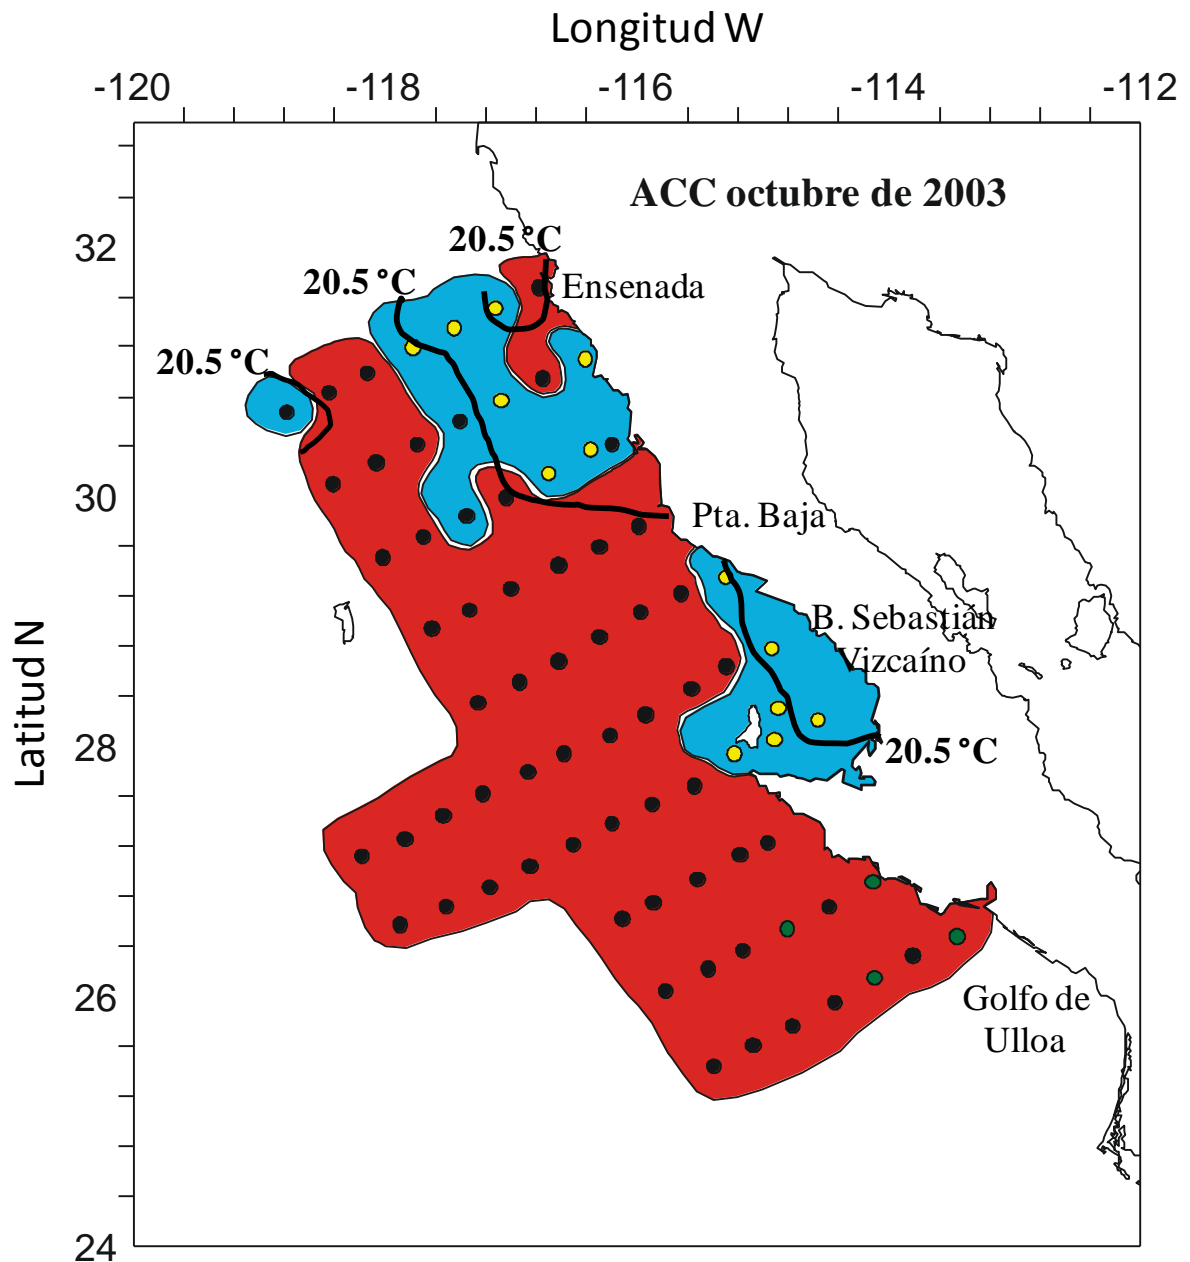 Longitud W
-120 -118 -116 -114 -112
ACC octubre de 2003
32
20.5 °C
20.5 °C
Ensenada
20.5 °C
30
Pta. Baja
B. Sebastián
Vizcaíno
Latitud N
28
20.5 °C
26
Golfo de
Ulloa
24